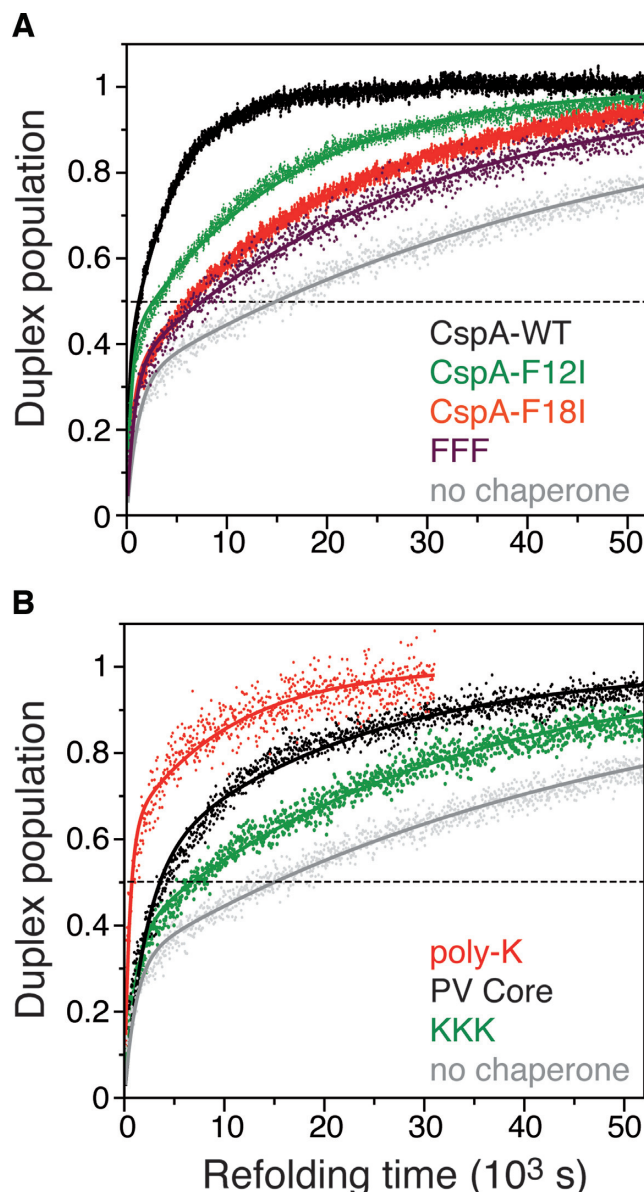 A
Duplex population
1
0.8
0.6
0.4
0.2
0
CspA-WT
CspA-F12I
CspA-F18I
FFF
no chaperone
0 10 20 30 40 50
B
Duplex population
1
0.8
0.6
0.4
0.2
0
poly-K
PV Core
KKK
no chaperone
0 10 20 30 40 50
Refolding time (10³ s)